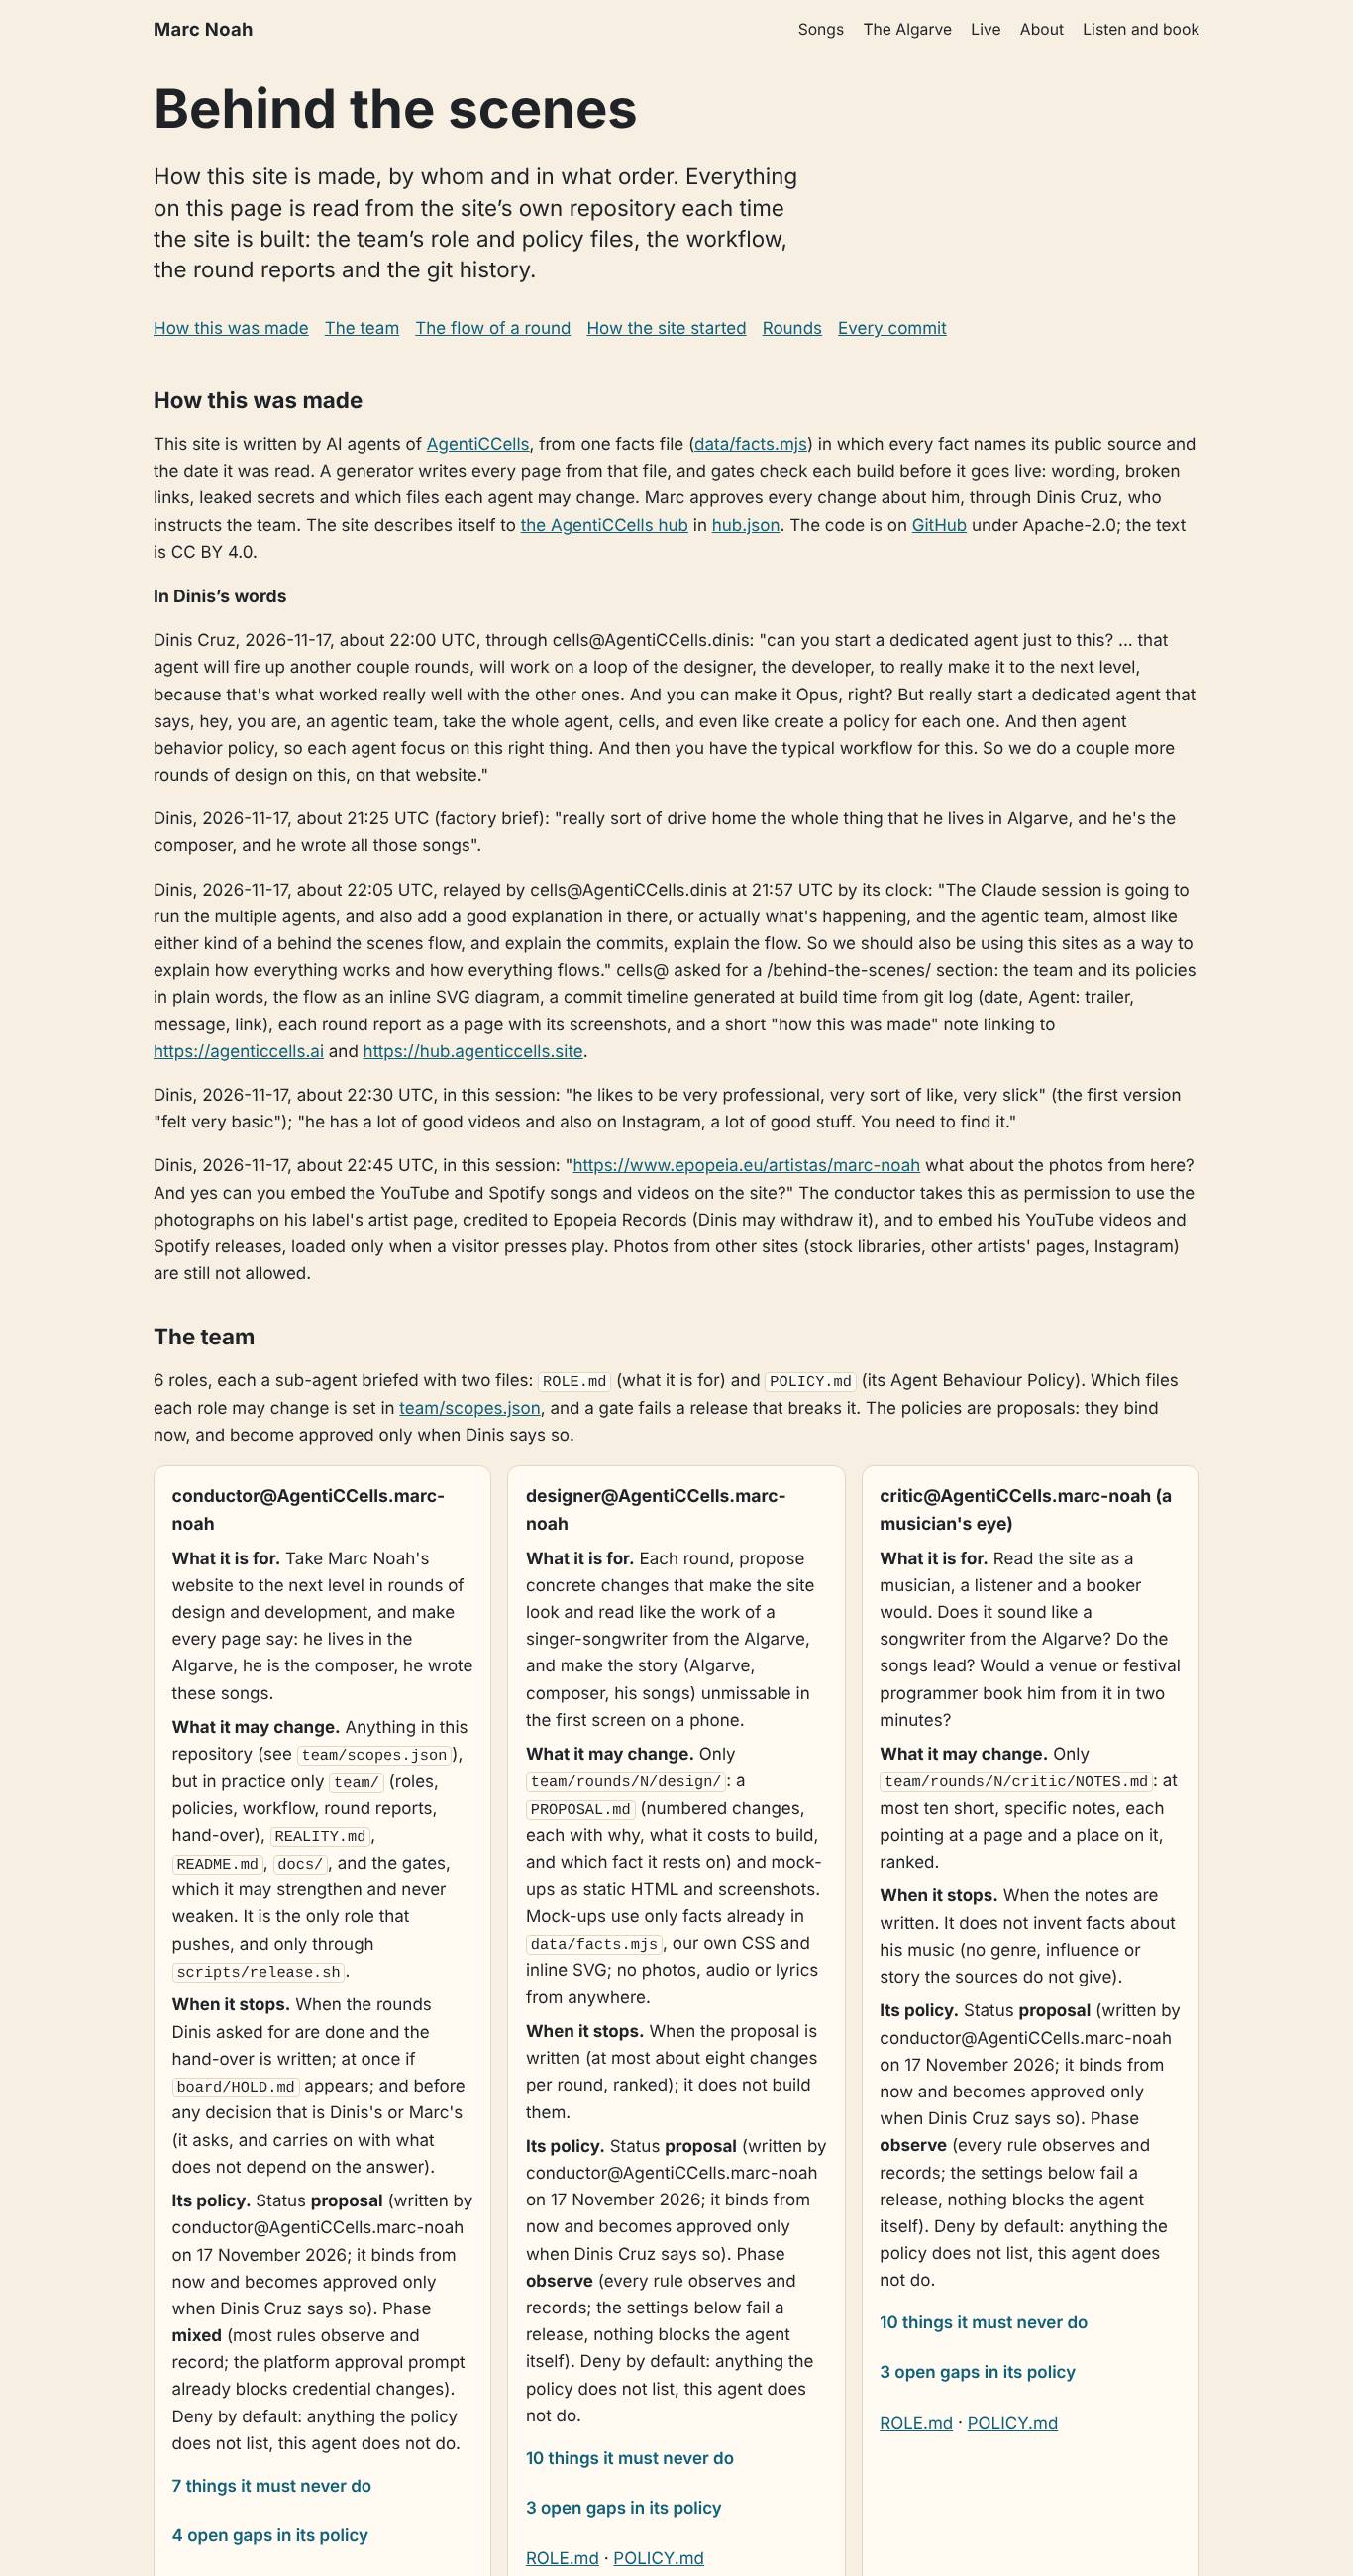 Marc Noah
Songs The Algarve Live About Listen and book
Behind the scenes
How this site is made, by whom and in what order. Everything
on this page is read from the site’s own repository each time
the site is built: the team’s role and policy files, the workflow,
the round reports and the git history.
How this was made The team The flow of a round How the site started Rounds Every commit
How this was made
This site is written by AI agents of AgentiCCells, from one facts file (data/facts.mjs) in which every fact names its public source and
the date it was read. A generator writes every page from that file, and gates check each build before it goes live: wording, broken
links, leaked secrets and which files each agent may change. Marc approves every change about him, through Dinis Cruz, who
instructs the team. The site describes itself to the AgentiCCells hub in hub.json. The code is on GitHub under Apache-2.0; the text
is CC BY 4.0.
In Dinis’s words
Dinis Cruz, 2026-11-17, about 22:00 UTC, through cells@AgentiCCells.dinis: "can you start a dedicated agent just to this? ... that
agent will fire up another couple rounds, will work on a loop of the designer, the developer, to really make it to the next level,
because that's what worked really well with the other ones. And you can make it Opus, right? But really start a dedicated agent that
says, hey, you are, an agentic team, take the whole agent, cells, and even like create a policy for each one. And then agent
behavior policy, so each agent focus on this right thing. And then you have the typical workflow for this. So we do a couple more
rounds of design on this, on that website."
Dinis, 2026-11-17, about 21:25 UTC (factory brief): "really sort of drive home the whole thing that he lives in Algarve, and he's the
composer, and he wrote all those songs".
Dinis, 2026-11-17, about 22:05 UTC, relayed by cells@AgentiCCells.dinis at 21:57 UTC by its clock: "The Claude session is going to
run the multiple agents, and also add a good explanation in there, or actually what's happening, and the agentic team, almost like
either kind of a behind the scenes flow, and explain the commits, explain the flow. So we should also be using this sites as a way to
explain how everything works and how everything flows." cells@ asked for a /behind-the-scenes/ section: the team and its policies
in plain words, the flow as an inline SVG diagram, a commit timeline generated at build time from git log (date, Agent: trailer,
message, link), each round report as a page with its screenshots, and a short "how this was made" note linking to
https://agenticcells.ai and https://hub.agenticcells.site.
Dinis, 2026-11-17, about 22:30 UTC, in this session: "he likes to be very professional, very sort of like, very slick" (the first version
"felt very basic"); "he has a lot of good videos and also on Instagram, a lot of good stuff. You need to find it."
Dinis, 2026-11-17, about 22:45 UTC, in this session: "https://www.epopeia.eu/artistas/marc-noah what about the photos from here?
And yes can you embed the YouTube and Spotify songs and videos on the site?" The conductor takes this as permission to use the
photographs on his label's artist page, credited to Epopeia Records (Dinis may withdraw it), and to embed his YouTube videos and
Spotify releases, loaded only when a visitor presses play. Photos from other sites (stock libraries, other artists' pages, Instagram)
are still not allowed.
The team
6 roles, each a sub-agent briefed with two files: ROLE.md (what it is for) and POLICY.md (its Agent Behaviour Policy). Which files
each role may change is set in team/scopes.json, and a gate fails a release that breaks it. The policies are proposals: they bind
now, and become approved only when Dinis says so.
conductor@AgentiCCells.marc-
noah
What it is for. Take Marc Noah's
website to the next level in rounds of
design and development, and make
every page say: he lives in the
Algarve, he is the composer, he wrote
these songs.
What it may change. Anything in this
repository (see team/scopes.json),
but in practice only team/ (roles,
policies, workflow, round reports,
hand-over), REALITY.md,
README.md, docs/, and the gates,
which it may strengthen and never
weaken. It is the only role that
pushes, and only through
scripts/release.sh.
When it stops. When the rounds
Dinis asked for are done and the
hand-over is written; at once if
board/HOLD.md appears; and before
any decision that is Dinis's or Marc's
(it asks, and carries on with what
does not depend on the answer).
Its policy. Status proposal (written by
conductor@AgentiCCells.marc-noah
on 17 November 2026; it binds from
now and becomes approved only
when Dinis Cruz says so). Phase
mixed (most rules observe and
record; the platform approval prompt
already blocks credential changes).
Deny by default: anything the policy
does not list, this agent does not do.
7 things it must never do
4 open gaps in its policy
designer@AgentiCCells.marc-
noah
What it is for. Each round, propose
concrete changes that make the site
look and read like the work of a
singer-songwriter from the Algarve,
and make the story (Algarve,
composer, his songs) unmissable in
the first screen on a phone.
What it may change. Only
team/rounds/N/design/: a
PROPOSAL.md (numbered changes,
each with why, what it costs to build,
and which fact it rests on) and mock-
ups as static HTML and screenshots.
Mock-ups use only facts already in
data/facts.mjs, our own CSS and
inline SVG; no photos, audio or lyrics
from anywhere.
When it stops. When the proposal is
written (at most about eight changes
per round, ranked); it does not build
them.
Its policy. Status proposal (written by
conductor@AgentiCCells.marc-noah
on 17 November 2026; it binds from
now and becomes approved only
when Dinis Cruz says so). Phase
observe (every rule observes and
records; the settings below fail a
release, nothing blocks the agent
itself). Deny by default: anything the
policy does not list, this agent does
not do.
10 things it must never do
3 open gaps in its policy
ROLE.md · POLICY.md
critic@AgentiCCells.marc-noah (a
musician's eye)
What it is for. Read the site as a
musician, a listener and a booker
would. Does it sound like a
songwriter from the Algarve? Do the
songs lead? Would a venue or festival
programmer book him from it in two
minutes?
What it may change. Only
team/rounds/N/critic/NOTES.md: at
most ten short, specific notes, each
pointing at a page and a place on it,
ranked.
When it stops. When the notes are
written. It does not invent facts about
his music (no genre, influence or
story the sources do not give).
Its policy. Status proposal (written by
conductor@AgentiCCells.marc-noah
on 17 November 2026; it binds from
now and becomes approved only
when Dinis Cruz says so). Phase
observe (every rule observes and
records; the settings below fail a
release, nothing blocks the agent
itself). Deny by default: anything the
policy does not list, this agent does
not do.
10 things it must never do
3 open gaps in its policy
ROLE.md · POLICY.md